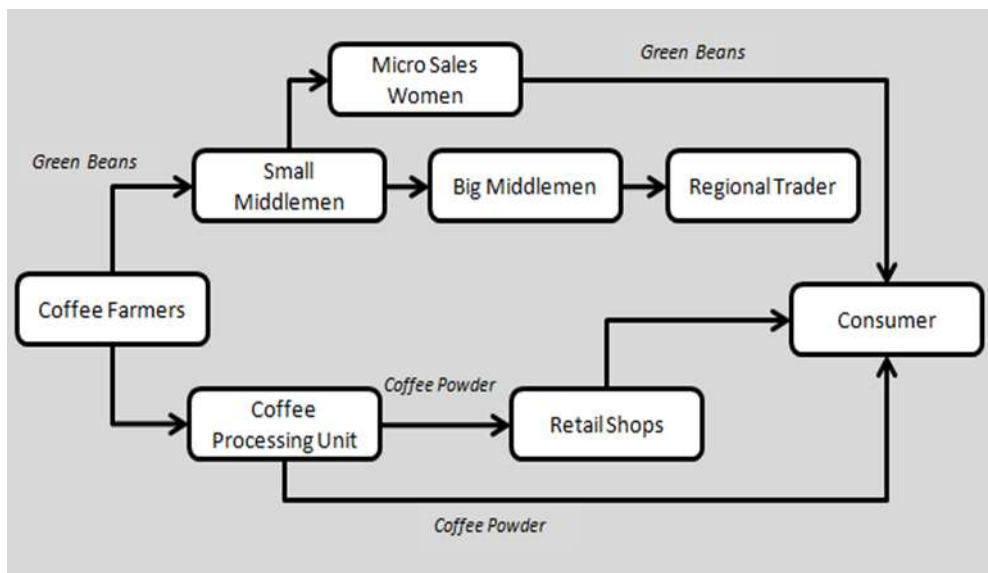 Micro Sales
Women
Green Beans
Green Beans
Small
Middlemen
Big Middlemen
Regional Trader
Coffee Farmers
Consumer
Coffee
Processing Unit
Coffee Powder
Retail Shops
Coffee Powder